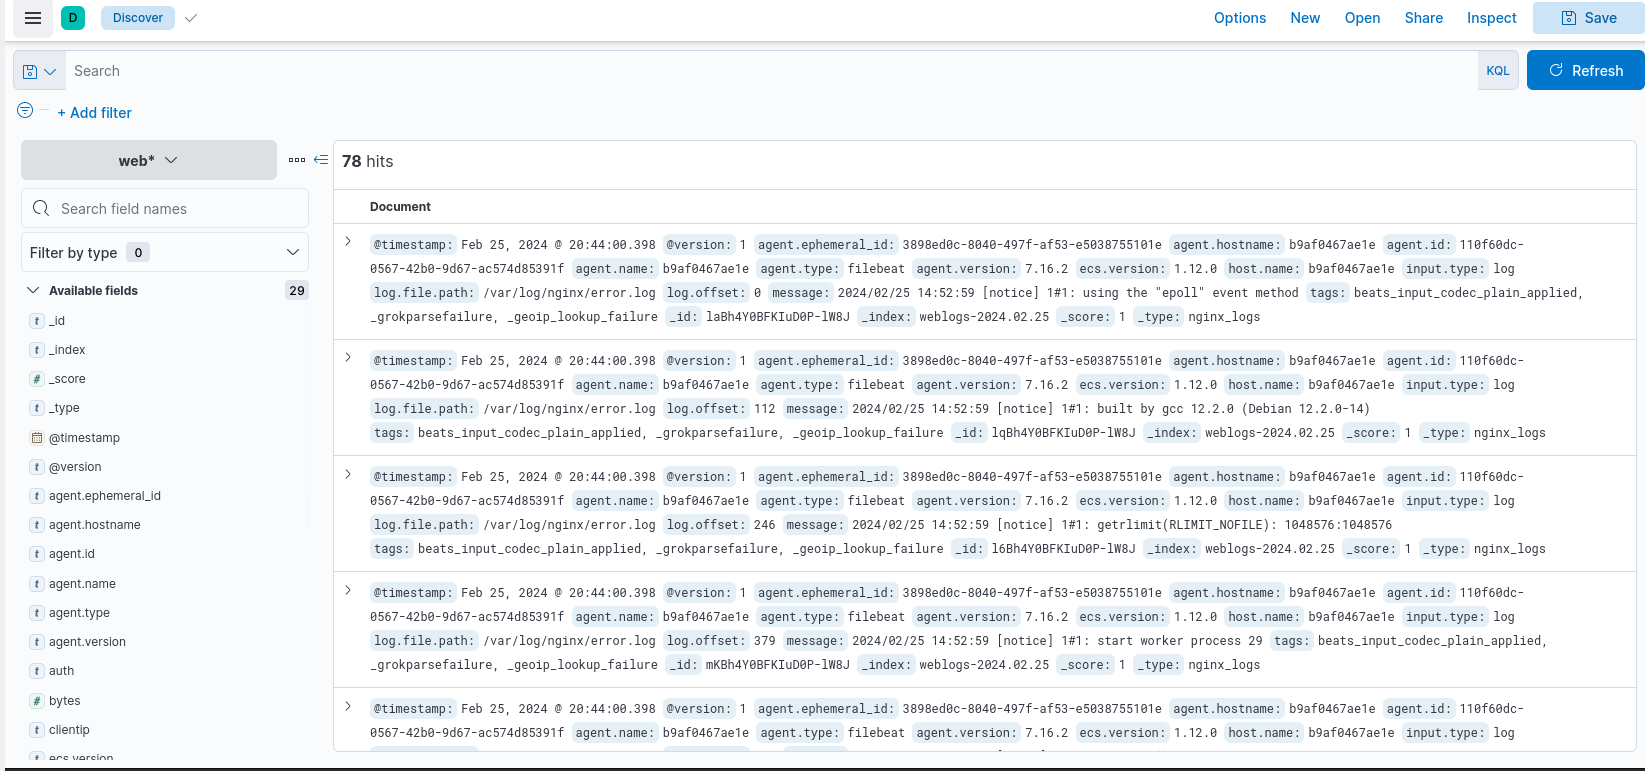 D Discover Options New Open Share Inspect Save
Search KQL Refresh
+ Add filter
web*
78 hits
Search field names
Document
Filter by type 0
Available fields 29
_id
_index
_score
_type
@timestamp
@version
agent.ephemeral_id
agent.hostname
agent.id
agent.name
agent.type
agent.version
auth
bytes
clientip
ecs.version
@timestamp: Feb 25, 2024 @ 20:44:00.398 @version: 1 agent.ephemeral_id: 3898ed0c-8040-497f-af53-e5038755101e agent.hostname: b9af0467ae1e agent.id: 110f60dc-
0567-42b0-9d67-ac574d85391f agent.name: b9af0467ae1e agent.type: filebeat agent.version: 7.16.2 ecs.version: 1.12.0 host.name: b9af0467ae1e input.type: log
log.file.path: /var/log/nginx/error.log log.offset: 0 message: 2024/02/25 14:52:59 [notice] 1#1: using the "epoll" event method tags: beats_input_codec_plain_applied,
_grokparsefailure, _geoip_lookup_failure _id: laBh4Y0BFKIuD0P-lW8J _index: weblogs-2024.02.25 _score: 1 _type: nginx_logs
@timestamp: Feb 25, 2024 @ 20:44:00.398 @version: 1 agent.ephemeral_id: 3898ed0c-8040-497f-af53-e5038755101e agent.hostname: b9af0467ae1e agent.id: 110f60dc-
0567-42b0-9d67-ac574d85391f agent.name: b9af0467ae1e agent.type: filebeat agent.version: 7.16.2 ecs.version: 1.12.0 host.name: b9af0467ae1e input.type: log
log.file.path: /var/log/nginx/error.log log.offset: 112 message: 2024/02/25 14:52:59 [notice] 1#1: built by gcc 12.2.0 (Debian 12.2.0-14)
tags: beats_input_codec_plain_applied, _grokparsefailure, _geoip_lookup_failure _id: lqBh4Y0BFKIuD0P-lW8J _index: weblogs-2024.02.25 _score: 1 _type: nginx_logs
@timestamp: Feb 25, 2024 @ 20:44:00.398 @version: 1 agent.ephemeral_id: 3898ed0c-8040-497f-af53-e5038755101e agent.hostname: b9af0467ae1e agent.id: 110f60dc-
0567-42b0-9d67-ac574d85391f agent.name: b9af0467ae1e agent.type: filebeat agent.version: 7.16.2 ecs.version: 1.12.0 host.name: b9af0467ae1e input.type: log
log.file.path: /var/log/nginx/error.log log.offset: 246 message: 2024/02/25 14:52:59 [notice] 1#1: getrlimit(RLIMIT_NOFILE): 1048576:1048576
tags: beats_input_codec_plain_applied, _grokparsefailure, _geoip_lookup_failure _id: l6Bh4Y0BFKIuD0P-lW8J _index: weblogs-2024.02.25 _score: 1 _type: nginx_logs
@timestamp: Feb 25, 2024 @ 20:44:00.398 @version: 1 agent.ephemeral_id: 3898ed0c-8040-497f-af53-e5038755101e agent.hostname: b9af0467ae1e agent.id: 110f60dc-
0567-42b0-9d67-ac574d85391f agent.name: b9af0467ae1e agent.type: filebeat agent.version: 7.16.2 ecs.version: 1.12.0 host.name: b9af0467ae1e input.type: log
log.file.path: /var/log/nginx/error.log log.offset: 379 message: 2024/02/25 14:52:59 [notice] 1#1: start worker process 29 tags: beats_input_codec_plain_applied,
_grokparsefailure, _geoip_lookup_failure _id: mKBh4Y0BFKIuD0P-lW8J _index: weblogs-2024.02.25 _score: 1 _type: nginx_logs
@timestamp: Feb 25, 2024 @ 20:44:00.398 @version: 1 agent.ephemeral_id: 3898ed0c-8040-497f-af53-e5038755101e agent.hostname: b9af0467ae1e agent.id: 110f60dc-
0567-42b0-9d67-ac574d85391f agent.name: b9af0467ae1e agent.type: filebeat agent.version: 7.16.2 ecs.version: 1.12.0 host.name: b9af0467ae1e input.type: log